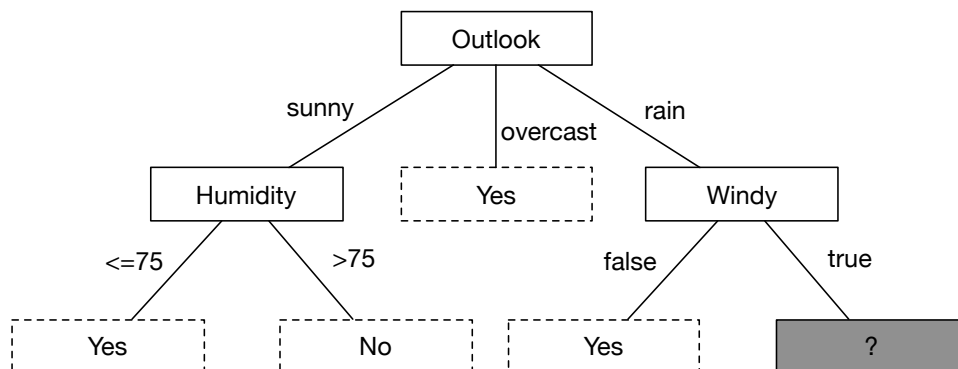 Outlook
sunny
overcast
rain
Humidity
Yes
Windy
<=75
>75
false
true
Yes
No
Yes
?